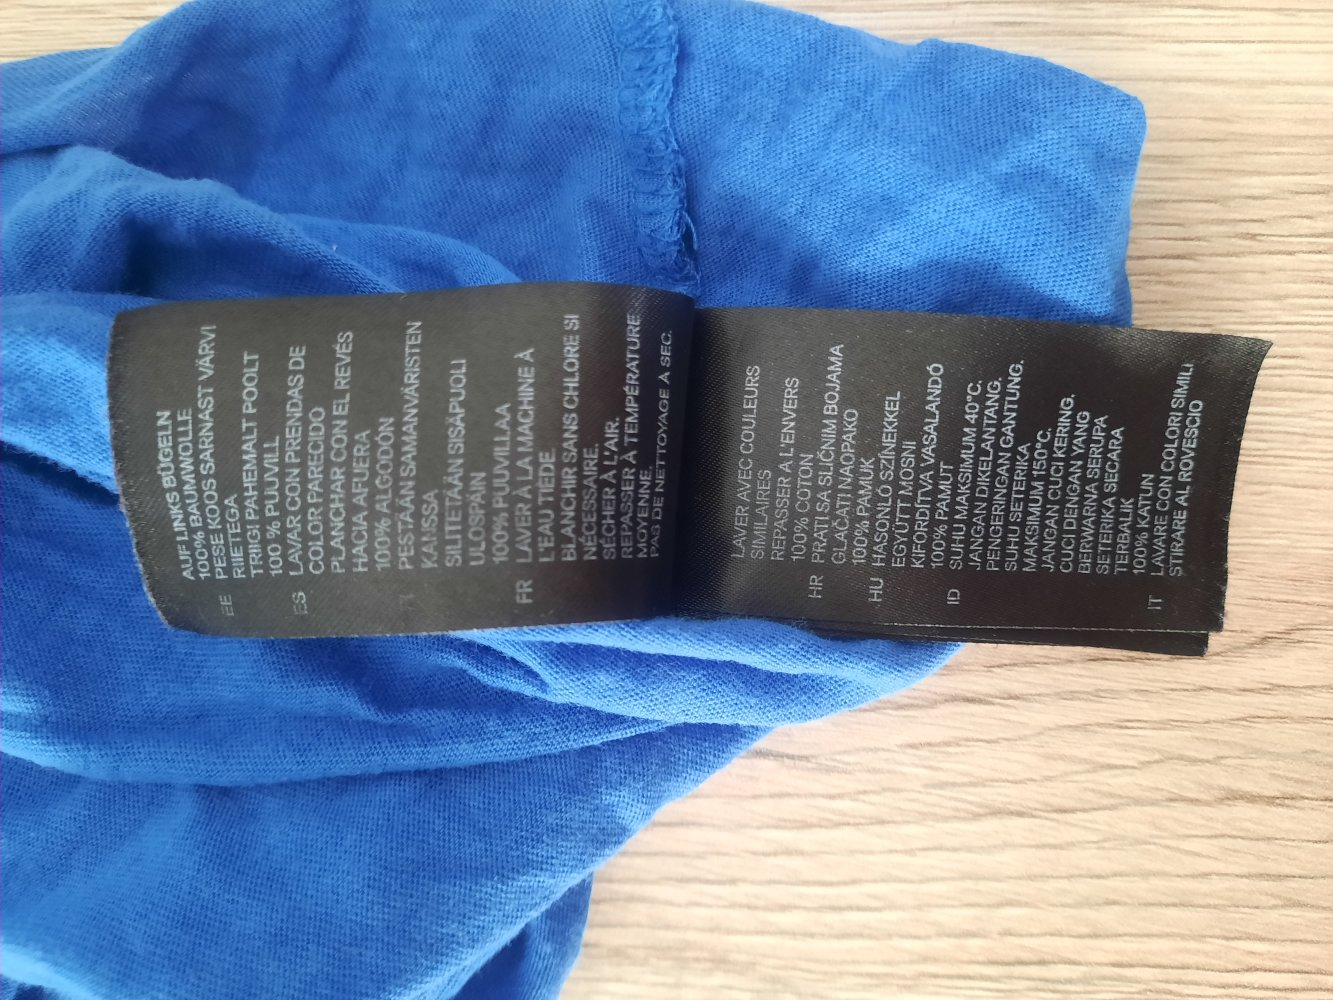 AUF LINKS BÜGELN
100% BAUMWOLLE
EE PESE KOOS SARNAST VÄRVI
RIIETEGA
TRIIGI PAHEMALT POOLT
100 % PUUVILL
ES LAVAR CON PRENDAS DE
COLOR PARECIDO
PLANCHAR CON EL REVÉS
HACIA AFUERA
100% ALGODÓN
PESTÄÄN SAMANVÄRISTEN
KANSSA
SILITETÄÄN SISÄPUOLI
ULOSPÄIN
100% PUUVILLAA
FR LAVER À LA MACHINE À
L'EAU TIEDE.
BLANCHIR SANS CHLORE SI
NÉCESSAIRE.
SÉCHER À L'AIR.
REPASSER À TEMPÉRATURE
MOYENNE.
PAS DE NETTOYAGE À SEC.
LAVER AVEC COULEURS
SIMILAIRES
REPASSER A L'ENVERS
100% COTON
HR PRATI SA SLIČNIM BOJAMA
GLAČATI NAOPAKO
100% PAMUK
HU HASONLÓ SZÍNEKKEL
EGYÜTT MOSNI
KIFORDÍTVA VASALANDÓ
100% PAMUT
ID SUHU MAKSIMUM 40°C.
JANGAN DIKELANTANG.
PENGERINGAN GANTUNG.
SUHU SETERIKA
MAKSIMUM 150°C.
JANGAN CUCI KERING.
CUCI DENGAN YANG
BERWARNA SERUPA
SETERIKA SECARA
TERBALIK
100% KATUN
IT LAVARE CON COLORI SIMILI
STIRARE AL ROVESCIO